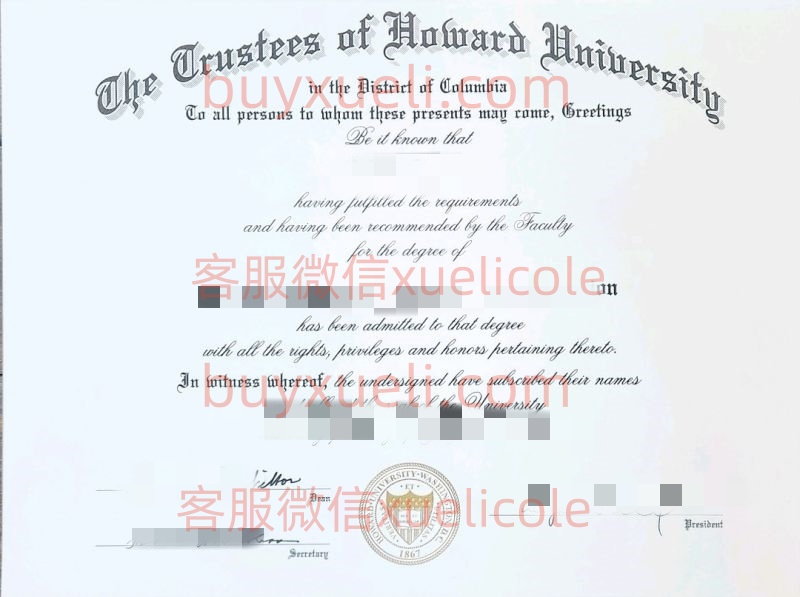 The Trustees of Howard University
buyxueli.com
in the District of Columbia
To all persons to whom these presents may come, Greetings
Be it known that
having fulfilled the requirements
and having been recommended by the Faculty
for the degree of
客服微信xuelicole
on
has been admitted to that degree
with all the rights, privileges and honors pertaining thereto.
In witness whereof, the undersigned have subscribed their names
buyxueli.com
the University
Dean
客服微信xuelicole
President
Secretary
HOWARD UNIVERSITY WASHINGTON, D.C.
1867